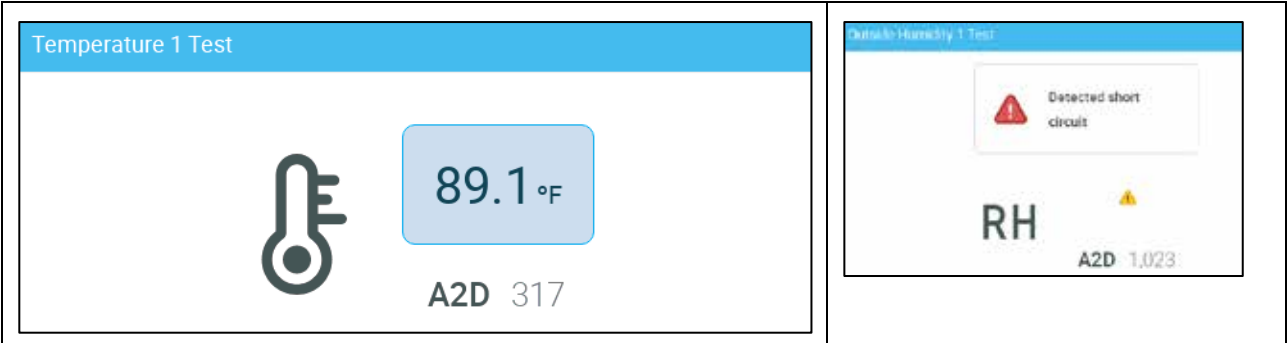 Temperature 1 Test
89.1 °F
A2D 317
Outside Humidity 1 Test
Detected short
circuit
RH
A2D 1,023